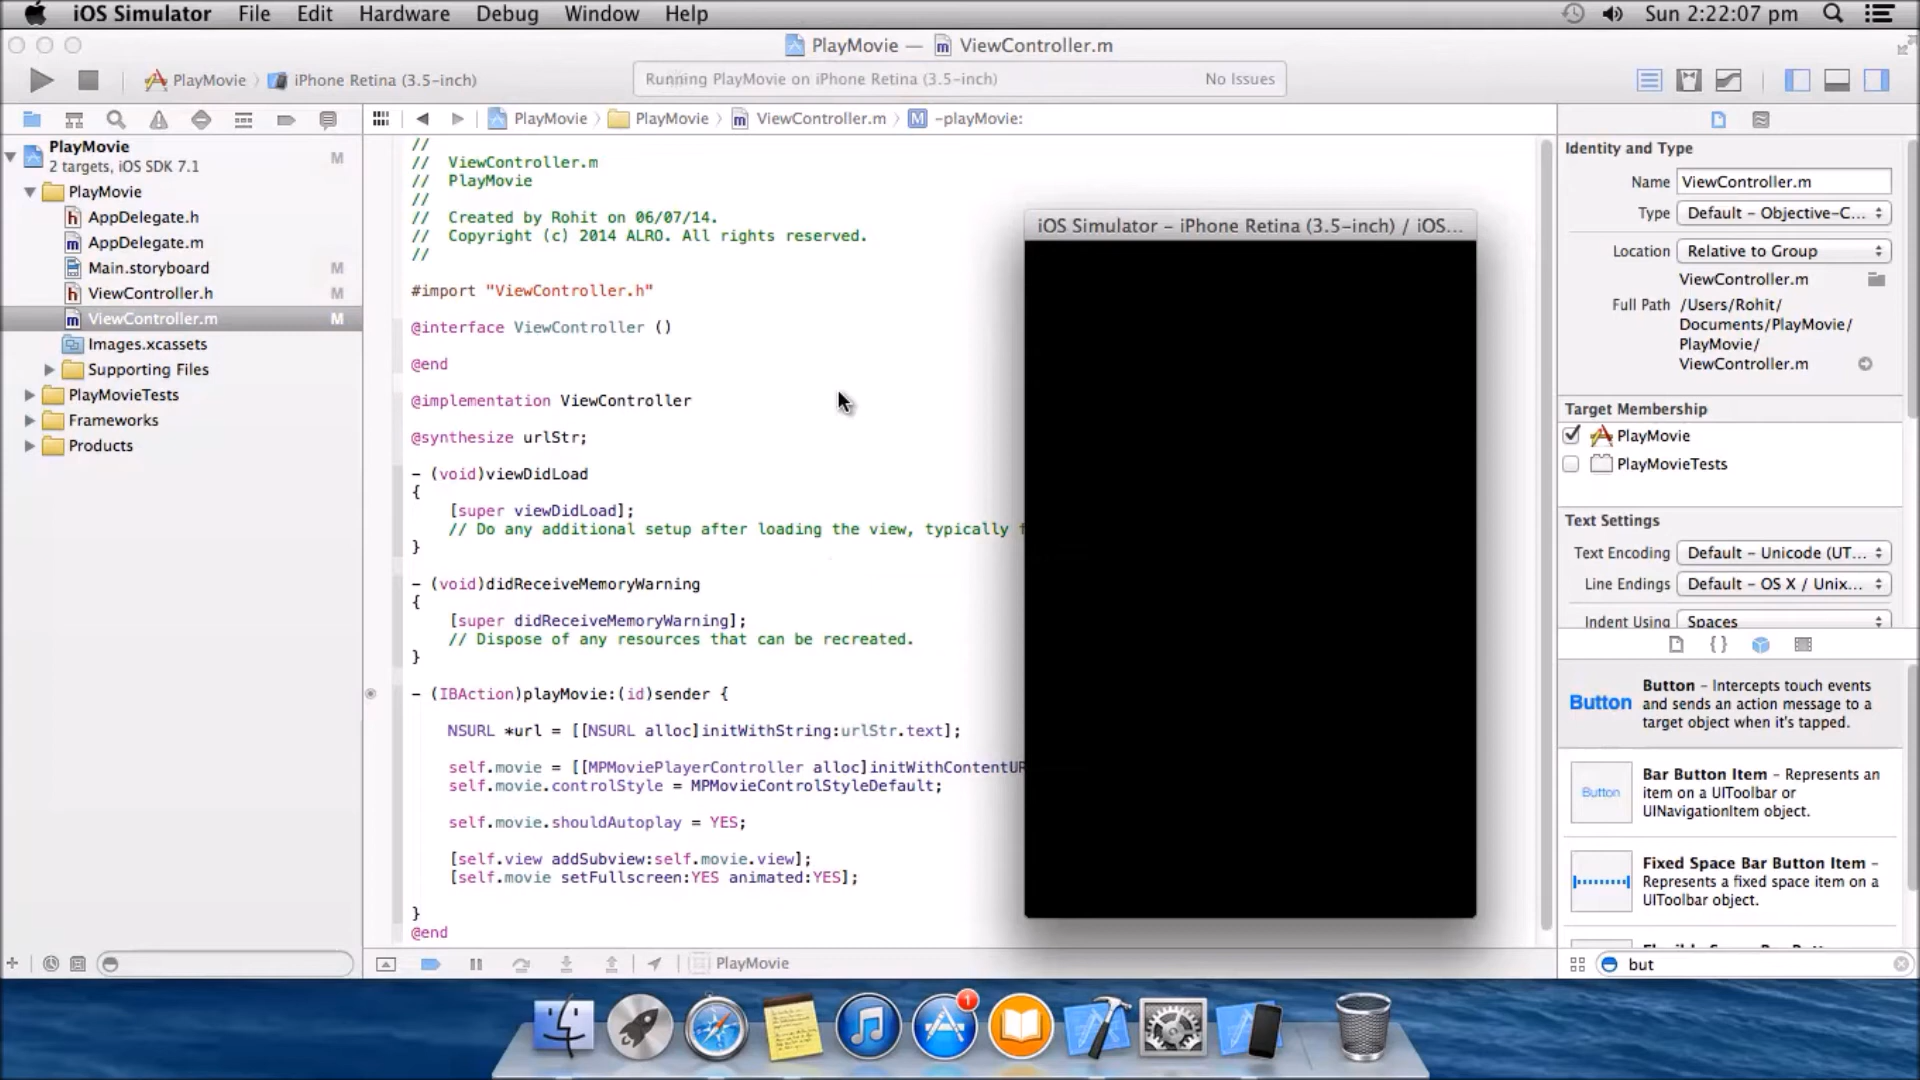 iOS Simulator File Edit Hardware Debug Window Help Sun 2:22:07 pm
PlayMovie — ViewController.m
PlayMovie iPhone Retina (3.5-inch)
Running PlayMovie on iPhone Retina (3.5-inch) No Issues
PlayMovie PlayMovie ViewController.m M -playMovie:
PlayMovie
2 targets, iOS SDK 7.1 M
PlayMovie
h AppDelegate.h
m AppDelegate.m
Main.storyboard M
h ViewController.h M
m ViewController.m M
Images.xcassets
Supporting Files
PlayMovieTests
Frameworks
Products
//
// ViewController.m
// PlayMovie
//
// Created by Rohit on 06/07/14.
// Copyright (c) 2014 ALRO. All rights reserved.
//
#import "ViewController.h"
@interface ViewController ()
@end
@implementation ViewController
@synthesize urlStr;
- (void)viewDidLoad
{
[super viewDidLoad];
// Do any additional setup after loading the view, typically f
}
- (void)didReceiveMemoryWarning
{
[super didReceiveMemoryWarning];
// Dispose of any resources that can be recreated.
}
- (IBAction)playMovie:(id)sender {
NSURL *url = [[NSURL alloc]initWithString:urlStr.text];
self.movie = [[MPMoviePlayerController alloc]initWithContentUR
self.movie.controlStyle = MPMovieControlStyleDefault;
self.movie.shouldAutoplay = YES;
[self.view addSubview:self.movie.view];
[self.movie setFullscreen:YES animated:YES];
}
@end
PlayMovie
iOS Simulator – iPhone Retina (3.5-inch) / iOS...
Identity and Type
Name ViewController.m
Type Default – Objective-C...
Location Relative to Group
ViewController.m
Full Path /Users/Rohit/
Documents/PlayMovie/
PlayMovie/
ViewController.m
Target Membership
PlayMovie
PlayMovieTests
Text Settings
Text Encoding Default – Unicode (UT...
Line Endings Default – OS X / Unix...
Indent Using Spaces
{ }
Button
Button – Intercepts touch events
and sends an action message to a
target object when it's tapped.
Button
Bar Button Item – Represents an
item on a UIToolbar or
UINavigationItem object.
Fixed Space Bar Button Item –
Represents a fixed space item on a
UIToolbar object.
but
1